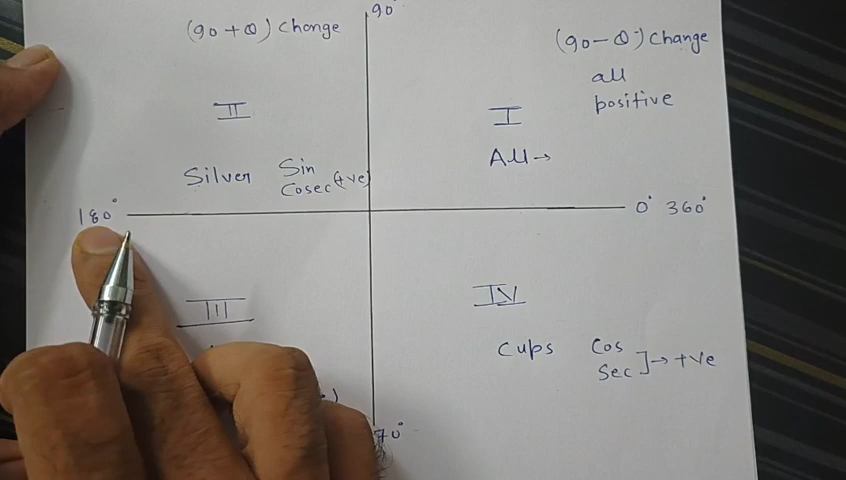 90°
(90+θ) Change
(90-θ) Change
all
positive
II
I
All→
Silver Sin
Cosec (+ve)
180°
0° 360°
III
IV
Cups Cos
Sec ]→+ve
70°